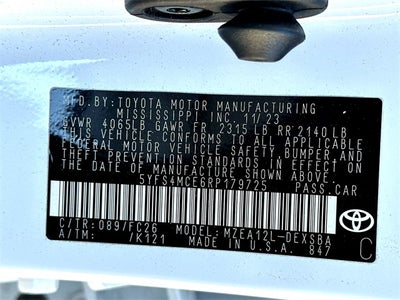 MFD.BY:TOYOTA MOTOR MANUFACTURING
MISSISSIPPI INC. 11/23
GVWR 4065LB GAWR FR 2315 LB RR 2140 LB
THIS VEHICLE CONFORMS TO ALL APPLICABLE
FEDERAL MOTOR VEHICLE SAFETY, BUMPER, AND
THEFT PREVENTION STANDARDS IN EFFECT ON
THE DATE OF MANUFACTURE SHOWN ABOVE.
5YFS4MCE6RP179725 PASS.CAR
C/TR:089/FC26 MODEL:MZEA12L-DEXSBA
A/TM: /K121 MADE IN U.S.A. 847
TOYOTA
C